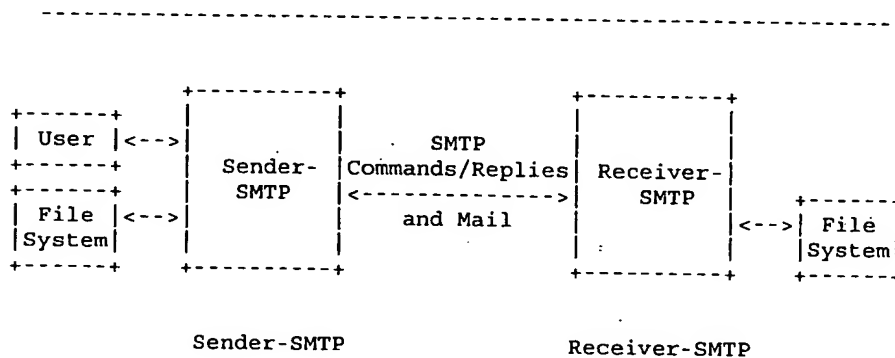 User
File
System
Sender-
SMTP
SMTP
Commands/Replies
and Mail
Receiver-
SMTP
File
System
Sender-SMTP
Receiver-SMTP